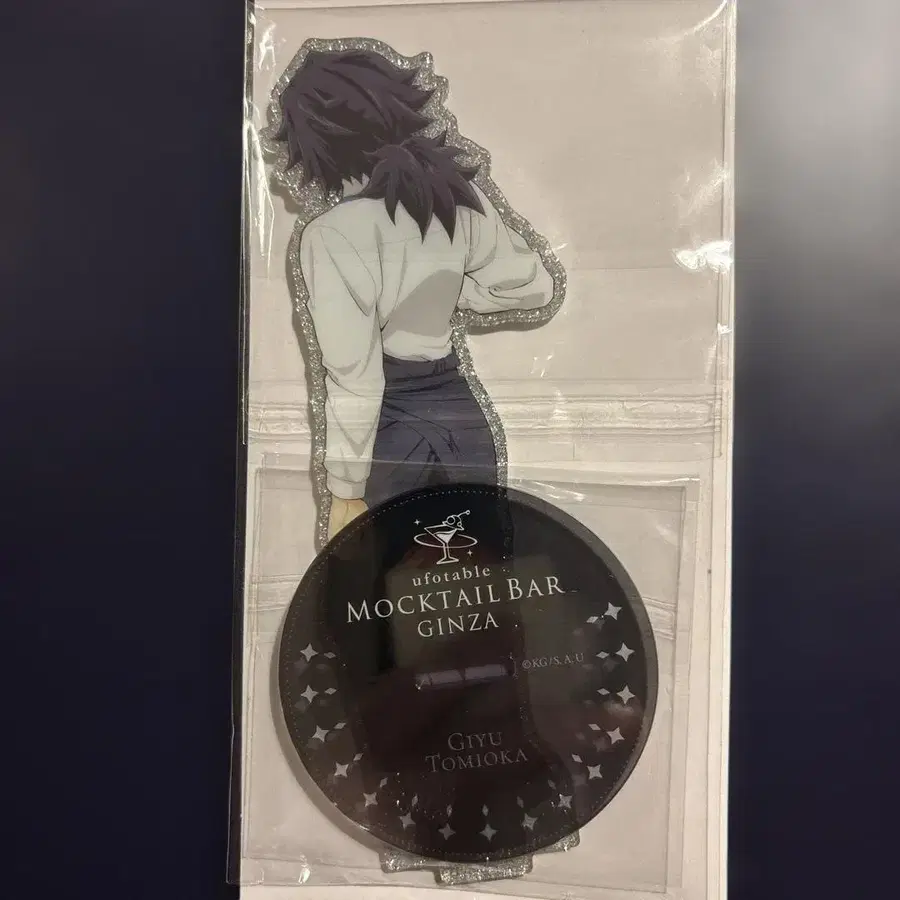 ufotable
MOCKTAIL BAR
GINZA
©KG/S,A,U
GIYU
TOMIOKA